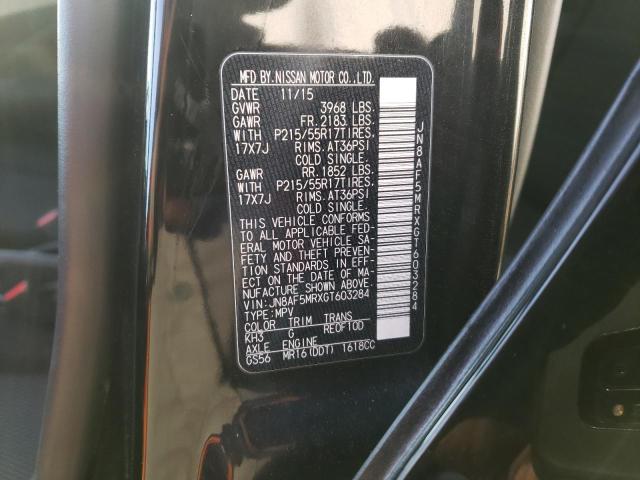 MFD BY.NISSAN MOTOR CO.,LTD.
DATE 11/15
GVWR 3968 LBS.
GAWR FR.2183 LBS.
WITH P215/55R17TIRES.
17X7J RIMS.AT36PSI
COLD SINGLE.
GAWR RR.1852 LBS.
WITH P215/55R17TIRES.
17X7J RIMS.AT36PSI
COLD SINGLE.
THIS VEHICLE CONFORMS
TO ALL APPLICABLE FED-
ERAL MOTOR VEHICLE SA-
FETY AND THEFT PREVENTION
STANDARDS IN EFF-
ECT ON THE DATE OF MA-
NUFACTURE SHOWN ABOVE.
VIN:JN8AF5MRXGT603284
TYPE:MPV
COLOR TRIM TRANS
KH3 G RE0F10D
AXLE ENGINE
GS56 MR16(DDT) 1618CC
JN8AF5MRXGT603284